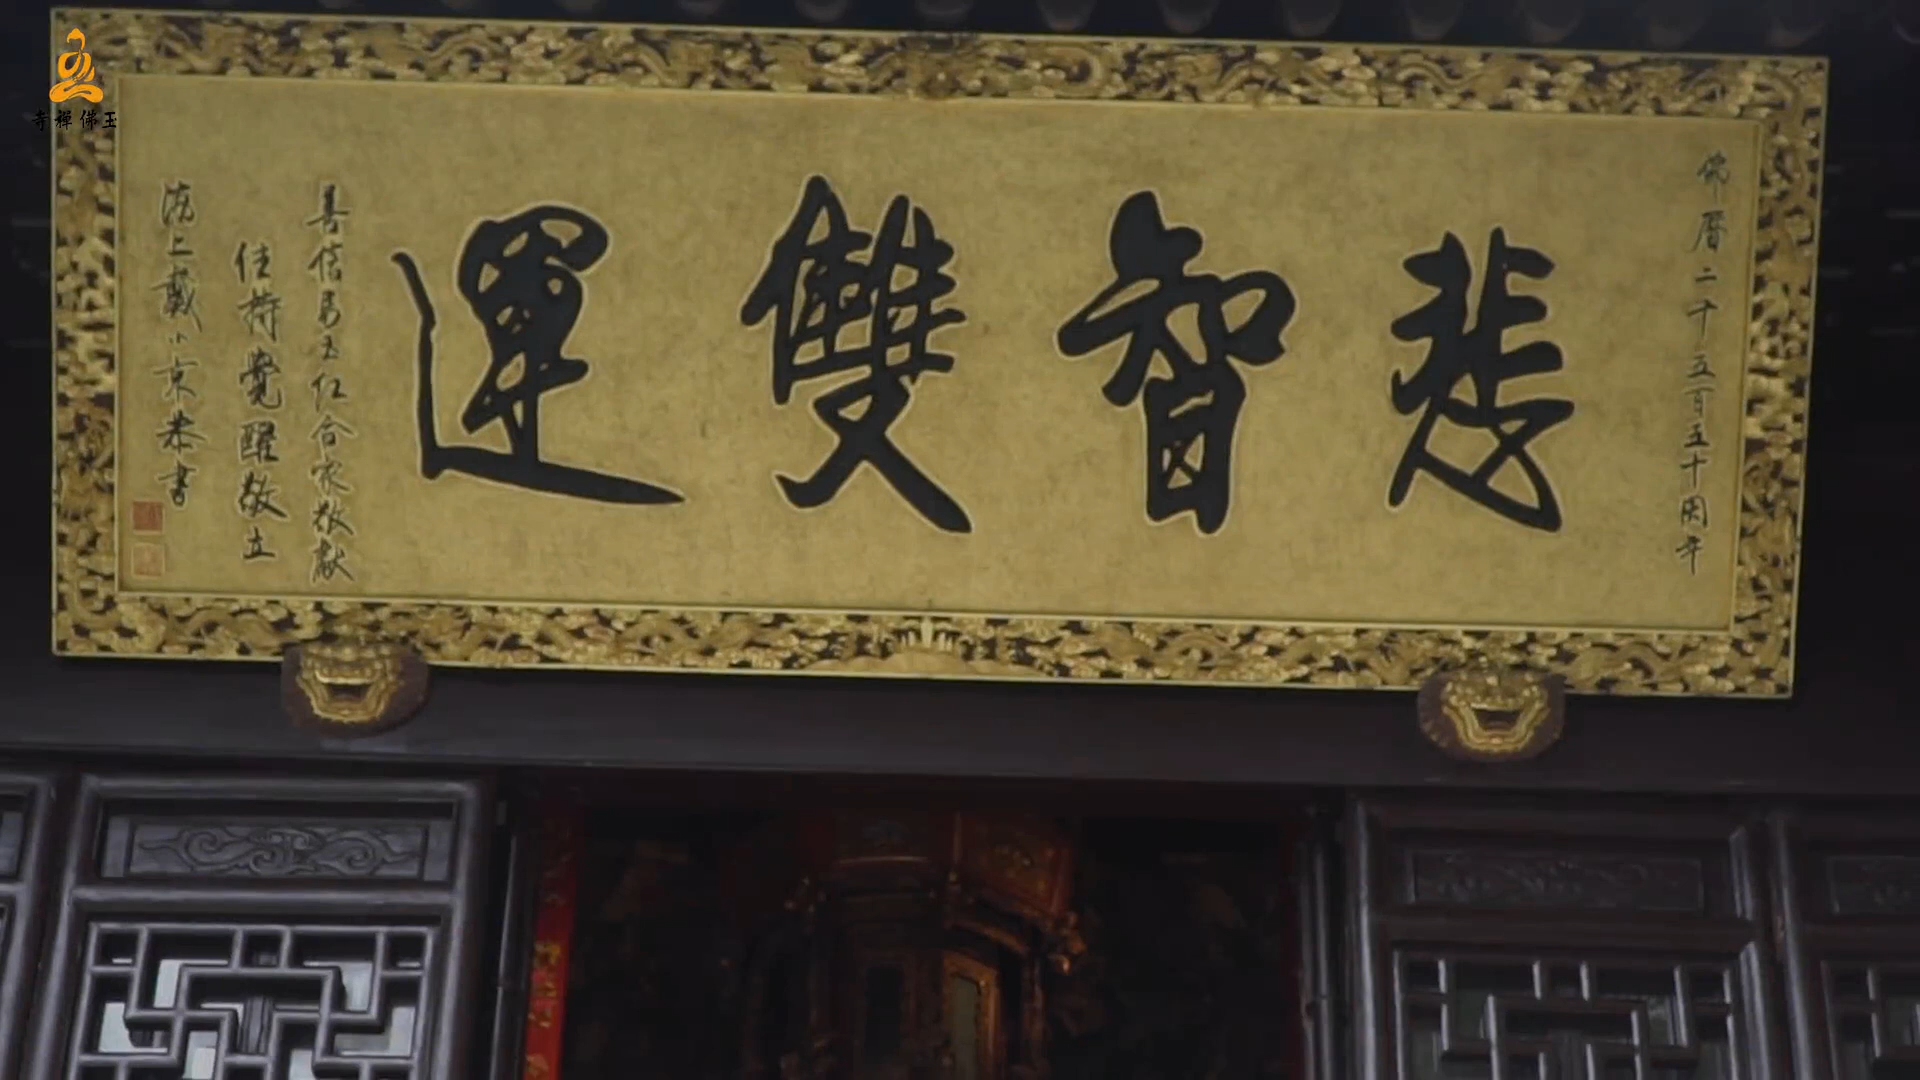 佛曆二千五百五十周年
悲智雙運
善信馬玉紅合家敬獻
住持覺醒敬立
滬上戴小京恭書
玉佛禪寺